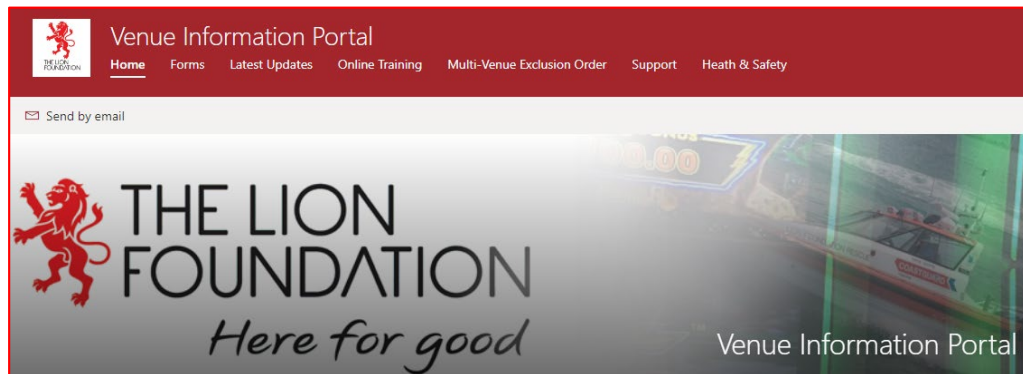 THE LION
FOUNDATION
Venue Information Portal
Home Forms Latest Updates Online Training Multi-Venue Exclusion Order Support Heath & Safety
Send by email
THE LION
FOUNDATION
Here for good
COASTGUARD
Venue Information Portal